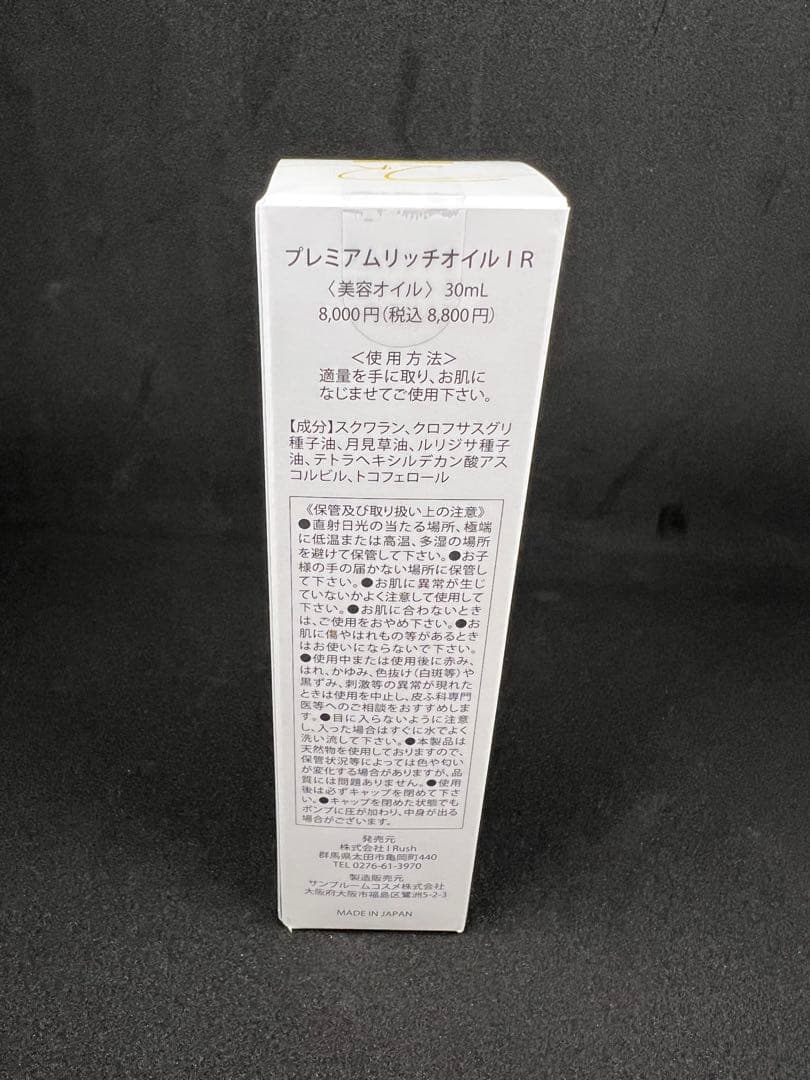 プレミアムリッチオイルIR
〈美容オイル〉30mL
8,000円(税込 8,800円)
＜使用方法＞
適量を手に取り、お肌に
なじませてご使用下さい。
【成分】スクワラン、クロフサスグリ
種子油、月見草油、ルリジサ種子
油、テトラヘキシルデカン酸アス
コルビル、トコフェロール
《保管及び取り扱い上の注意》
●直射日光の当たる場所、極端
に低温または高温、多湿の場所
を避けて保管して下さい。●お子
様の手の届かない場所に保管し
て下さい。●お肌に異常が生じ
ていないかよく注意して使用して
下さい。●お肌に合わないとき
は、ご使用をおやめ下さい。●お
肌に傷やはれもの等があるとき
はお使いにならないで下さい。
●使用中または使用後に赤み、
はれ、かゆみ、色抜け(白斑等)や
黒ずみ、刺激等の異常が現れた
ときは使用を中止し、皮ふ科専門
医等へのご相談をおすすめしま
す。●目に入らないように注意
し、入った場合はすぐに水でよく
洗い流して下さい。●本製品は
天然物を使用しておりますので、
保管状況等によっては色や匂い
が変化する場合がありますが、品
質には問題ありません。●使用
後は必ずキャップを閉めて下さ
い。●キャップを閉めた状態でも
ポンプに圧が加わり、中身が出る
場合がございます。
発売元
株式会社 I Rush
群馬県太田市亀岡町440
TEL 0276-61-3970
製造販売元
サンブルームコスメ株式会社
大阪府大阪市福島区鷺洲5-2-3
MADE IN JAPAN